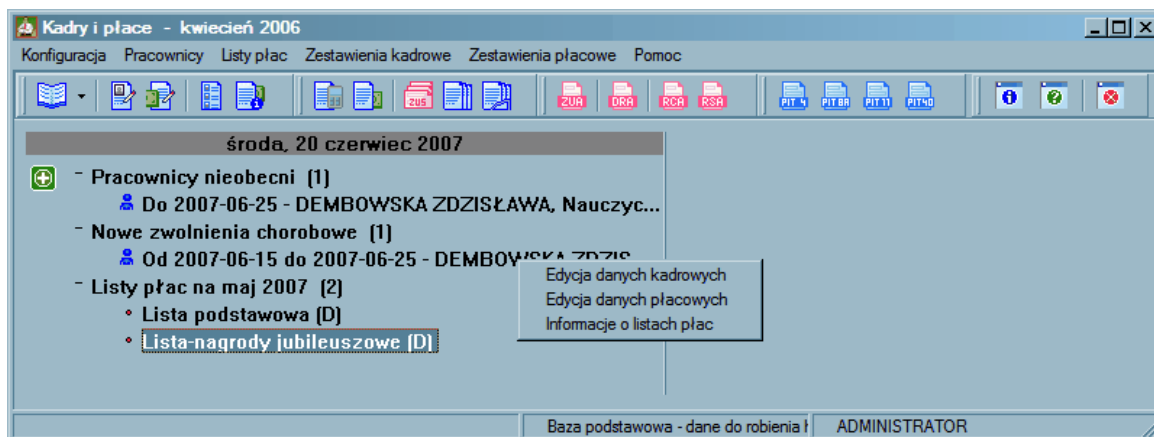 Kadry i płace - kwiecień 2006
Konfiguracja Pracownicy Listy płac Zestawienia kadrowe Zestawienia płacowe Pomoc
ZUS ZUA DRA RCA RSA PIT 4 PIT 8A PIT 11 PIT40
środa, 20 czerwiec 2007
Pracownicy nieobecni (1)
Do 2007-06-25 - DEMBOWSKA ZDZISŁAWA, Nauczyc...
Nowe zwolnienia chorobowe (1)
Od 2007-06-15 do 2007-06-25 - DEMBOWSKA ZDZIS
Edycja danych kadrowych
Listy płac na maj 2007 (2)
Edycja danych płacowych
Lista podstawowa (D)
Informacje o listach płac
Lista-nagrody jubileuszowe (D)
Baza podstawowa - dane do robienia ADMINISTRATOR